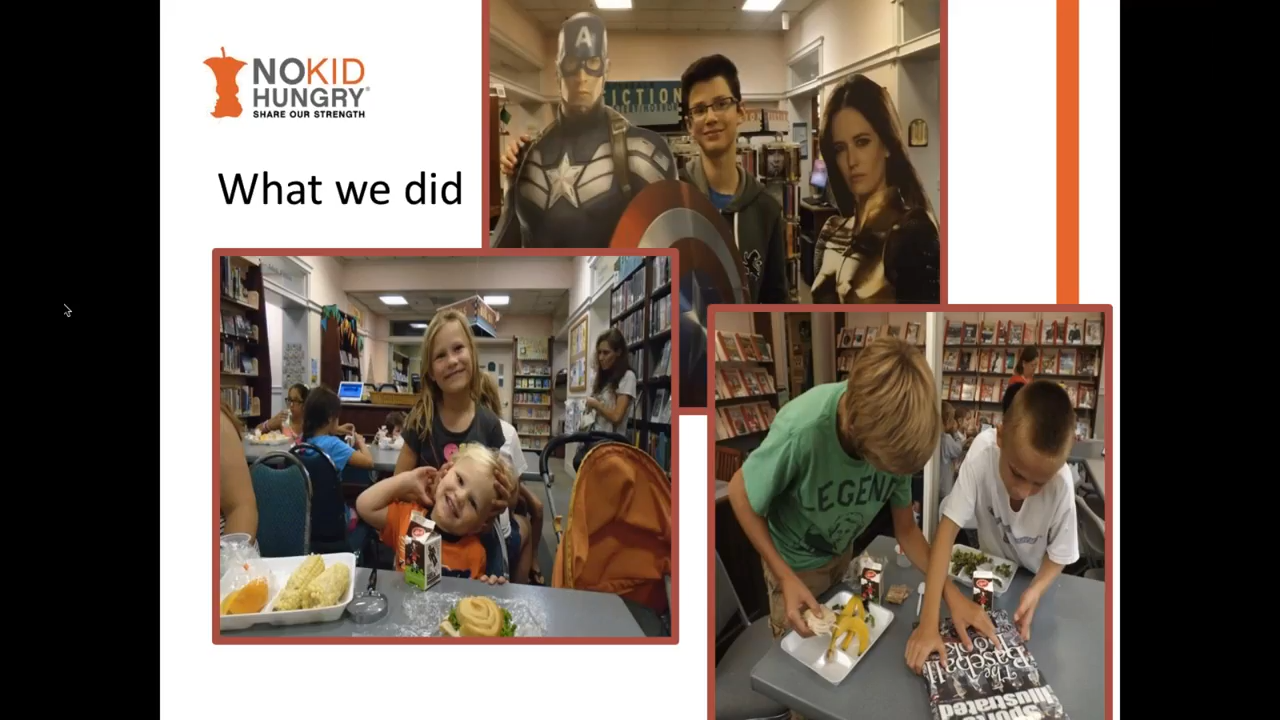 NOKID
HUNGRY®
SHARE OUR STRENGTH
What we did
A
FICTION
LEGEND
The
Baseball
Book
Sports
Illustrated